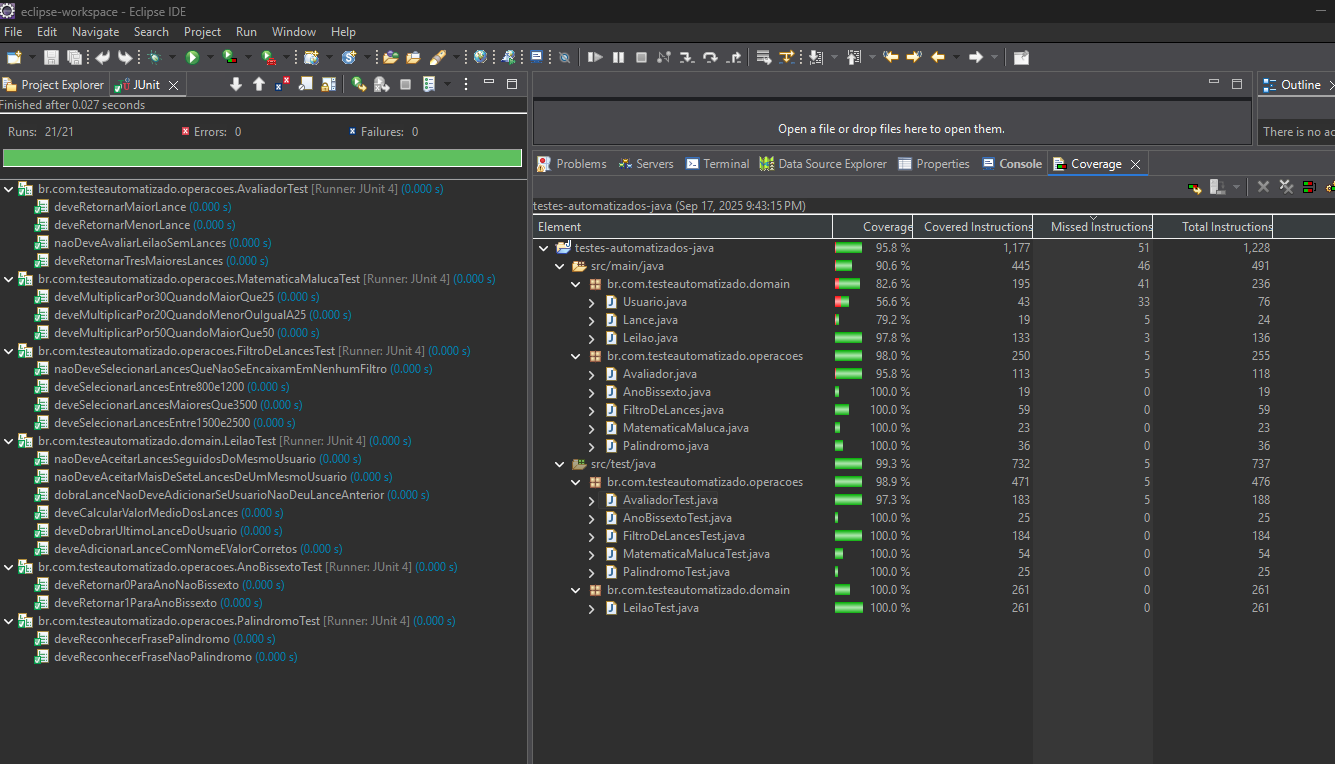 eclipse-workspace - Eclipse IDE
File Edit Navigate Search Project Run Window Help
Project Explorer JUnit
Finished after 0.027 seconds
Runs: 21/21 Errors: 0 Failures: 0
br.com.testeautomatizado.operacoes.AvaliadorTest [Runner: JUnit 4] (0.000 s)
deveRetornarMaiorLance (0.000 s)
deveRetornarMenorLance (0.000 s)
naoDeveAvaliarLeilaoSemLances (0.000 s)
deveRetornarTresMaioresLances (0.000 s)
br.com.testeautomatizado.operacoes.MatematicaMalucaTest [Runner: JUnit 4] (0.000 s)
deveMultiplicarPor30QuandoMaiorQue25 (0.000 s)
deveMultiplicarPor20QuandoMenorOuIgualA25 (0.000 s)
deveMultiplicarPor50QuandoMaiorQue50 (0.000 s)
br.com.testeautomatizado.operacoes.FiltroDeLancesTest [Runner: JUnit 4] (0.000 s)
naoDeveSelecionarLancesQueNaoSeEncaixamEmNenhumFiltro (0.000 s)
deveSelecionarLancesEntre800e1200 (0.000 s)
deveSelecionarLancesMaioresQue3500 (0.000 s)
deveSelecionarLancesEntre1500e2500 (0.000 s)
br.com.testeautomatizado.domain.LeilaoTest [Runner: JUnit 4] (0.000 s)
naoDeveAceitarLancesSeguidosDoMesmoUsuario (0.000 s)
naoDeveAceitarMaisDeSeteLancesDeUmMesmoUsuario (0.000 s)
dobraLanceNaoDeveAdicionarSeUsuarioNaoDeuLanceAnterior (0.000 s)
deveCalcularValorMedioDosLances (0.000 s)
deveDobrarUltimoLanceDoUsuario (0.000 s)
deveAdicionarLanceComNomeEValorCorretos (0.000 s)
br.com.testeautomatizado.operacoes.AnoBissextoTest [Runner: JUnit 4] (0.000 s)
deveRetornar0ParaAnoNaoBissexto (0.000 s)
deveRetornar1ParaAnoBissexto (0.000 s)
br.com.testeautomatizado.operacoes.PalindromoTest [Runner: JUnit 4] (0.000 s)
deveReconhecerFrasePalindromo (0.000 s)
deveReconhecerFraseNaoPalindromo (0.000 s)
Open a file or drop files here to open them.
Outline
There is no ac
Problems Servers Terminal Data Source Explorer Properties Console Coverage
testes-automatizados-java (Sep 17, 2025 9:43:15 PM)
Element Coverage Covered Instructions Missed Instructions Total Instructions
testes-automatizados-java 95.8 % 1,177 51 1,228
src/main/java 90.6 % 445 46 491
br.com.testeautomatizado.domain 82.6 % 195 41 236
Usuario.java 56.6 % 43 33 76
Lance.java 79.2 % 19 5 24
Leilao.java 97.8 % 133 3 136
br.com.testeautomatizado.operacoes 98.0 % 250 5 255
Avaliador.java 95.8 % 113 5 118
AnoBissexto.java 100.0 % 19 0 19
FiltroDeLances.java 100.0 % 59 0 59
MatematicaMaluca.java 100.0 % 23 0 23
Palindromo.java 100.0 % 36 0 36
src/test/java 99.3 % 732 5 737
br.com.testeautomatizado.operacoes 98.9 % 471 5 476
AvaliadorTest.java 97.3 % 183 5 188
AnoBissextoTest.java 100.0 % 25 0 25
FiltroDeLancesTest.java 100.0 % 184 0 184
MatematicaMalucaTest.java 100.0 % 54 0 54
PalindromoTest.java 100.0 % 25 0 25
br.com.testeautomatizado.domain 100.0 % 261 0 261
LeilaoTest.java 100.0 % 261 0 261